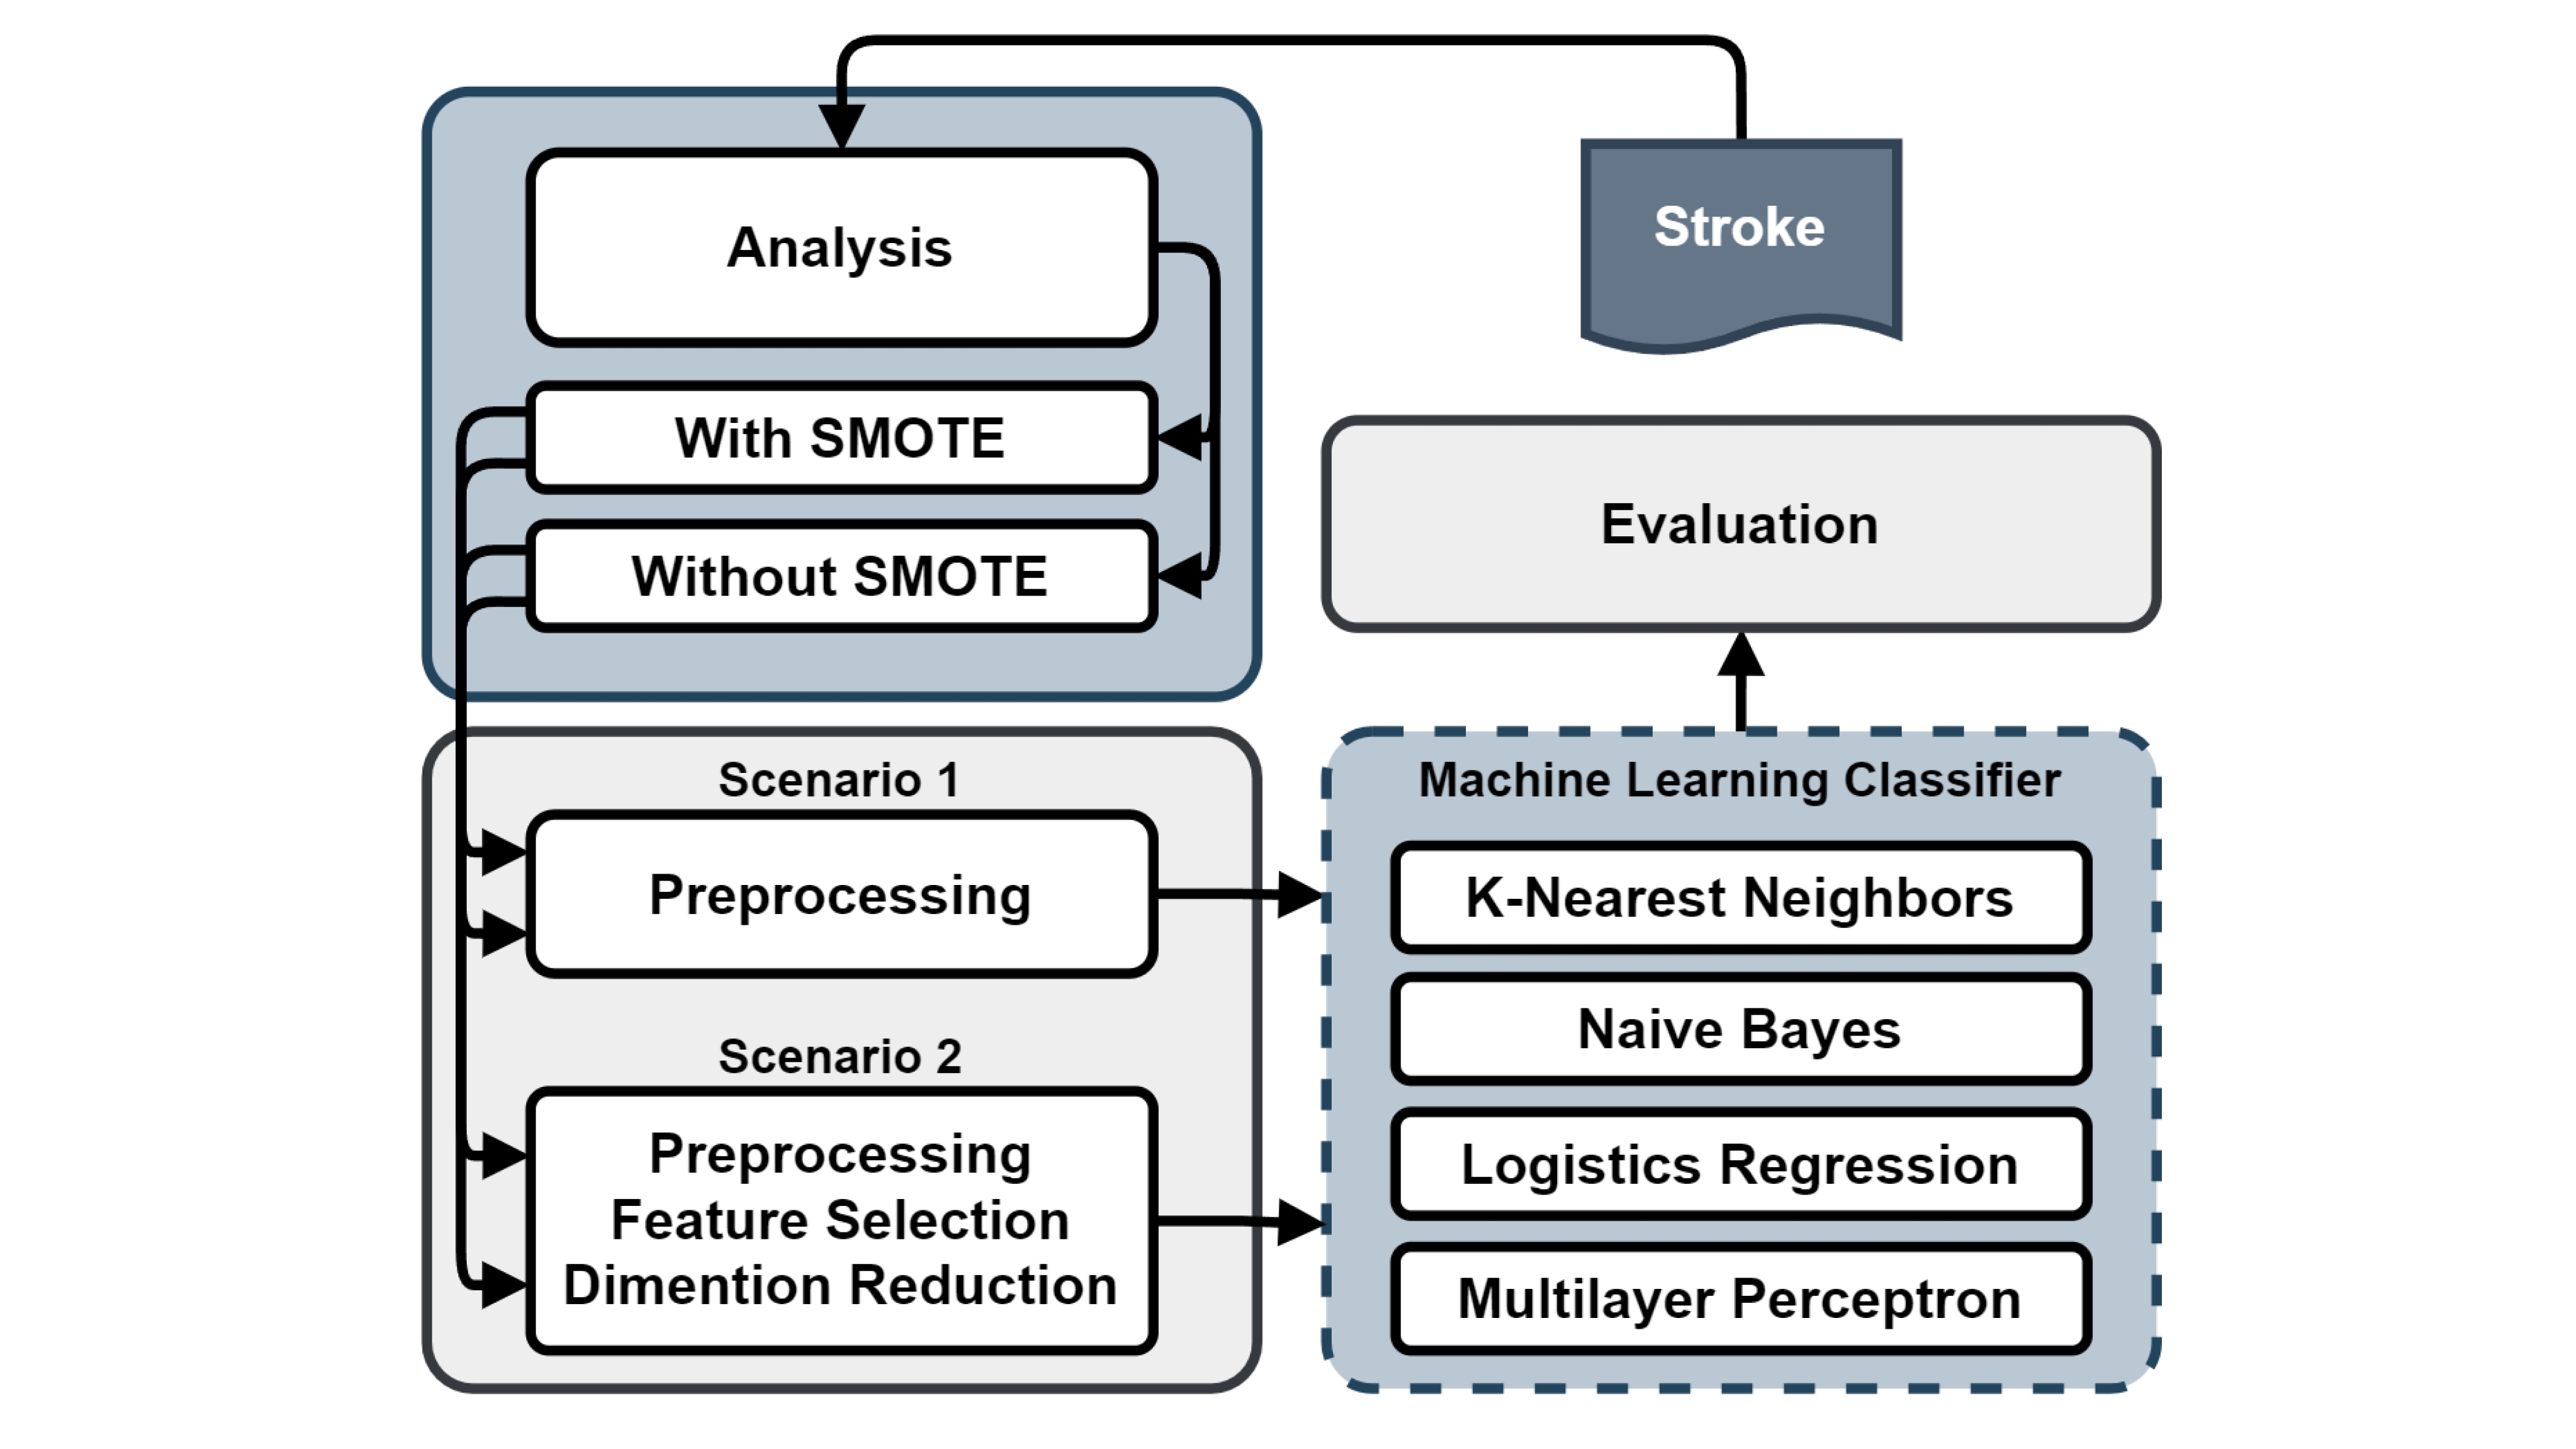 Stroke
Analysis
With SMOTE
Without SMOTE
Scenario 1
Preprocessing
Scenario 2
Preprocessing
Feature Selection
Dimention Reduction
Machine Learning Classifier
K-Nearest Neighbors
Naive Bayes
Logistics Regression
Multilayer Perceptron
Evaluation